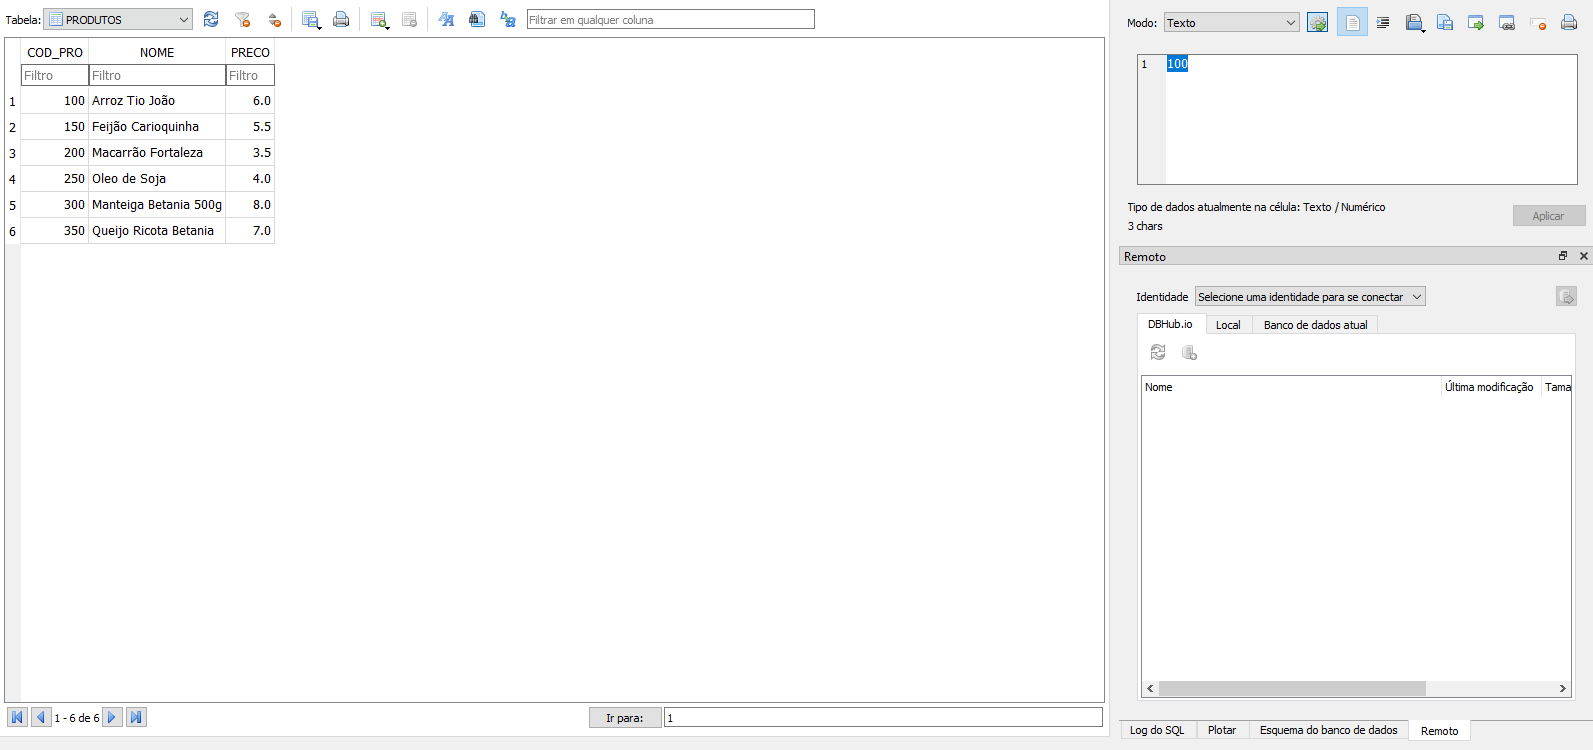 Tabela: PRODUTOS Filtrar em qualquer coluna
COD_PRO NOME PRECO
Filtro Filtro Filtro
1 100 Arroz Tio João 6.0
2 150 Feijão Carioquinha 5.5
3 200 Macarrão Fortaleza 3.5
4 250 Oleo de Soja 4.0
5 300 Manteiga Betania 500g 8.0
6 350 Queijo Ricota Betania 7.0
1 - 6 de 6 Ir para: 1
Modo: Texto
1 100
Tipo de dados atualmente na célula: Texto / Numérico
3 chars
Aplicar
Remoto
Identidade Selecione uma identidade para se conectar
DBHub.io Local Banco de dados atual
Nome Última modificação Tama
Log do SQL Plotar Esquema do banco de dados Remoto